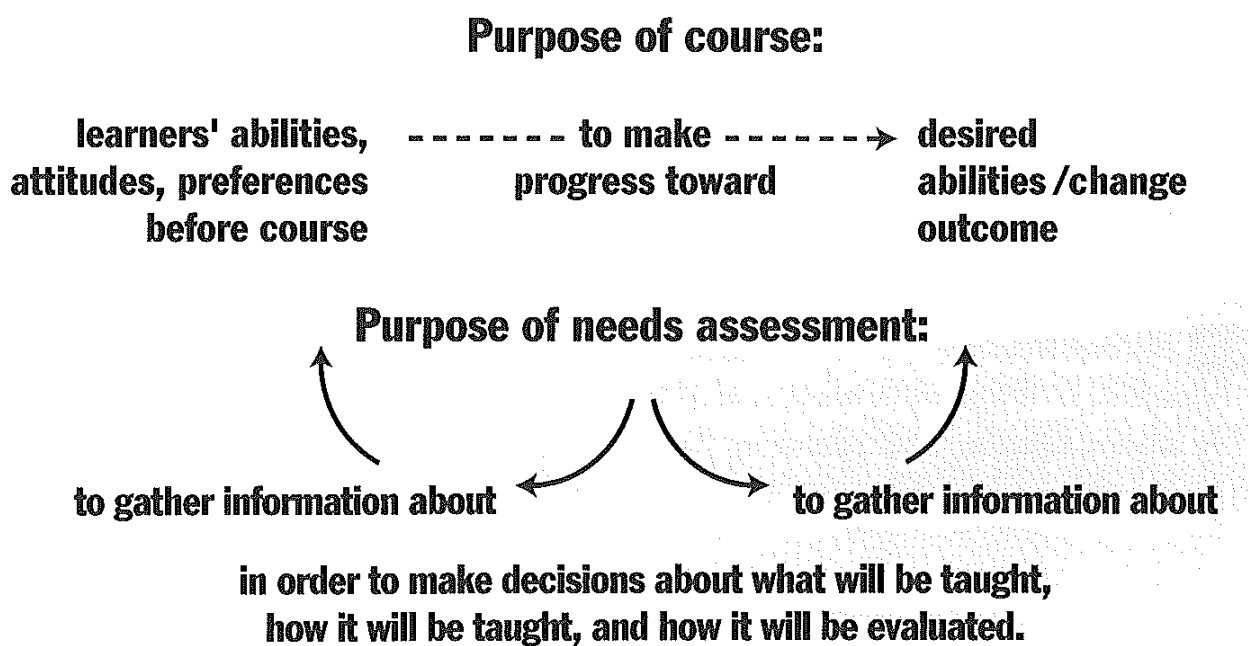 Purpose of course:
learners' abilities, to make desired
attitudes, preferences progress toward abilities/change
before course outcome
Purpose of needs assessment:
to gather information about to gather information about
in order to make decisions about what will be taught,
how it will be taught, and how it will be evaluated.